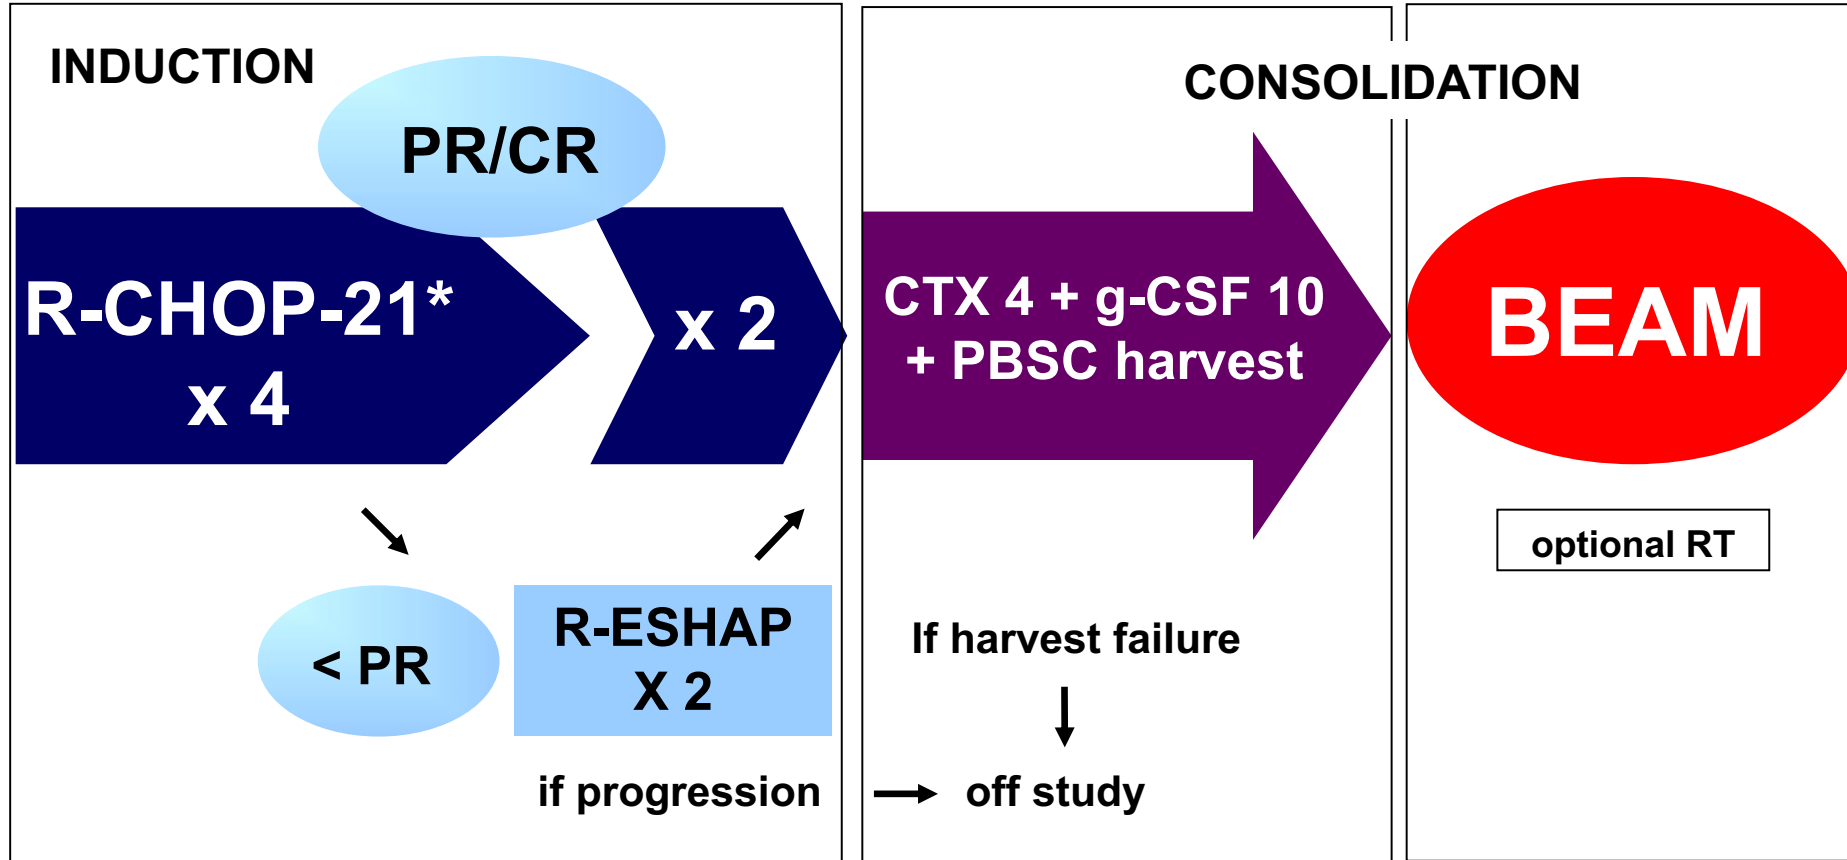 INDUCTION
PR/CR
R-CHOP-21*
x 4
x 2
< PR
R-ESHAP
X 2
if progression
CONSOLIDATION
CTX 4 + g-CSF 10
+ PBSC harvest
If harvest failure
off study
BEAM
optional RT